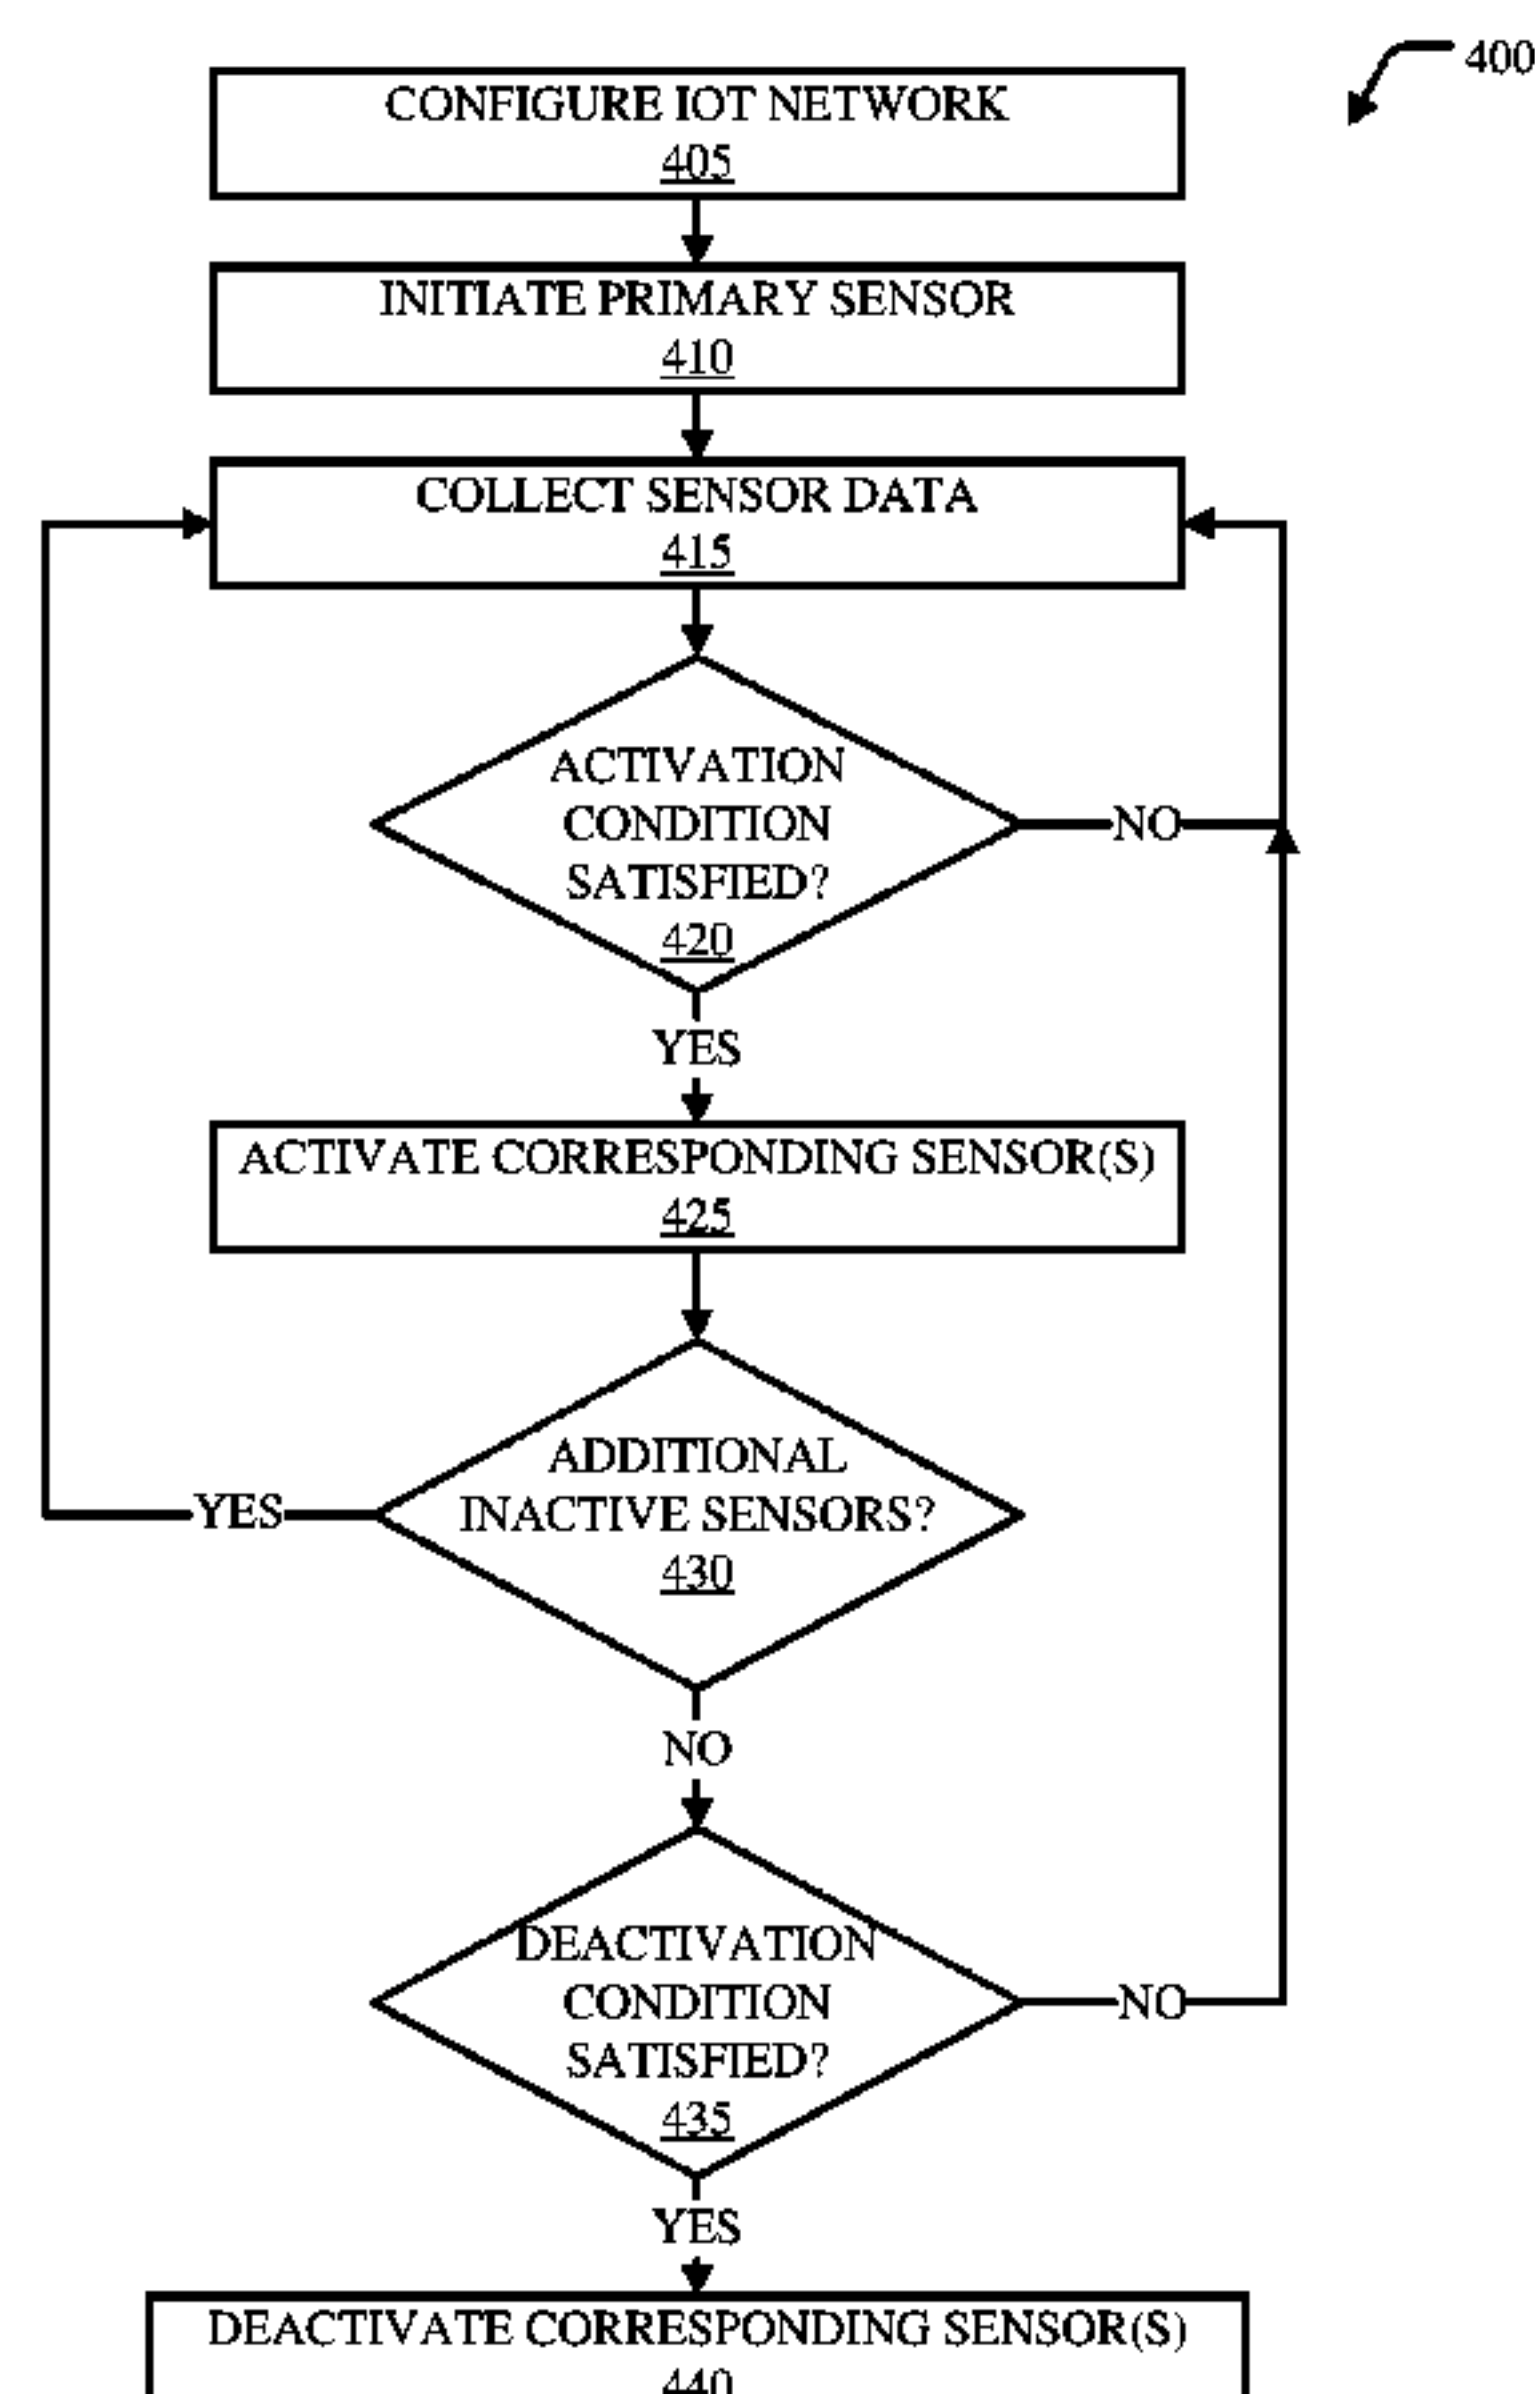 400
CONFIGURE IOT NETWORK
405
INITIATE PRIMARY SENSOR
410
COLLECT SENSOR DATA
415
ACTIVATION
CONDITION
SATISFIED?
420
NO
YES
ACTIVATE CORRESPONDING SENSOR(S)
425
ADDITIONAL
INACTIVE SENSORS?
430
YES
NO
DEACTIVATION
CONDITION
SATISFIED?
435
NO
YES
DEACTIVATE CORRESPONDING SENSOR(S)
440